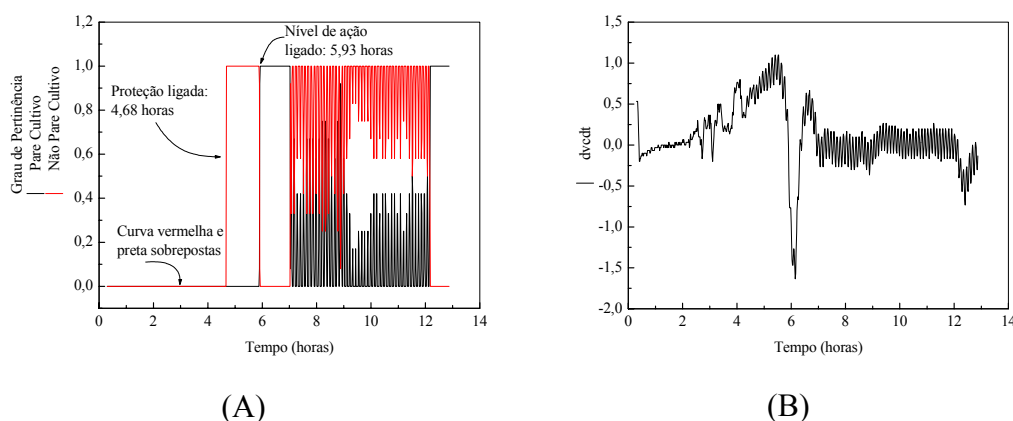 1,2
1,0
0,8
0,6
0,4
0,2
0,0
0 2 4 6 8 10 12 14
Tempo (horas)
Grau de Pertinência
Pare Cultivo
Não Pare Cultivo
Nível de ação
ligado: 5,93 horas
Proteção ligada:
4,68 horas
Curva vermelha e
preta sobrepostas
(A)
1,5
1,0
0,5
0,0
-0,5
-1,0
-1,5
-2,0
0 2 4 6 8 10 12 14
Tempo (horas)
dvcdt
(B)